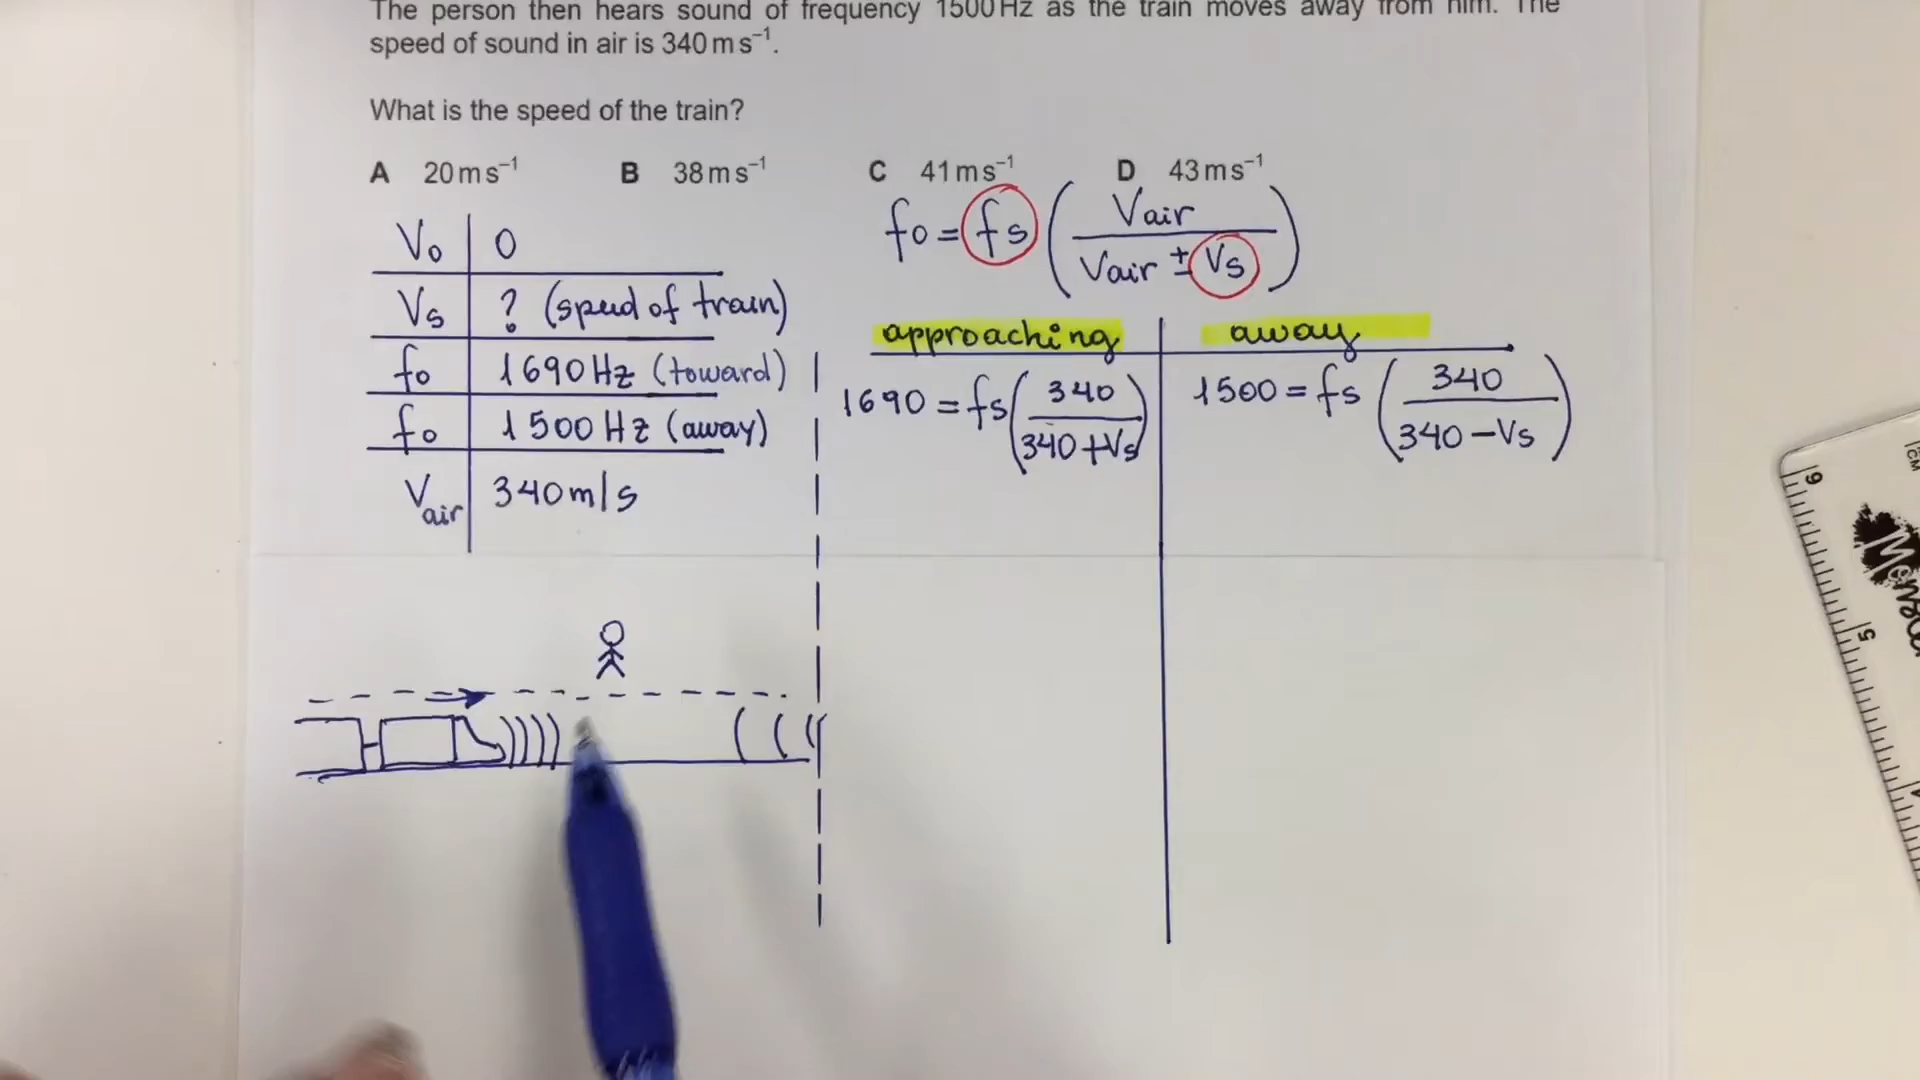 The person then hears sound of frequency 1500 Hz as the train moves away from him. The
speed of sound in air is 340 m s⁻¹.
What is the speed of the train?
A 20 m s⁻¹ B 38 m s⁻¹ C 41 m s⁻¹ D 43 m s⁻¹
Vo 0
Vs ? (speed of train)
fo 1690 Hz (toward)
fo 1500 Hz (away)
Vair 340 m/s
fo = fs (Vair / Vair ± Vs)
approaching away
1690 = fs (340 / 340 + Vs) 1500 = fs (340 / 340 – Vs)
6
CM
5